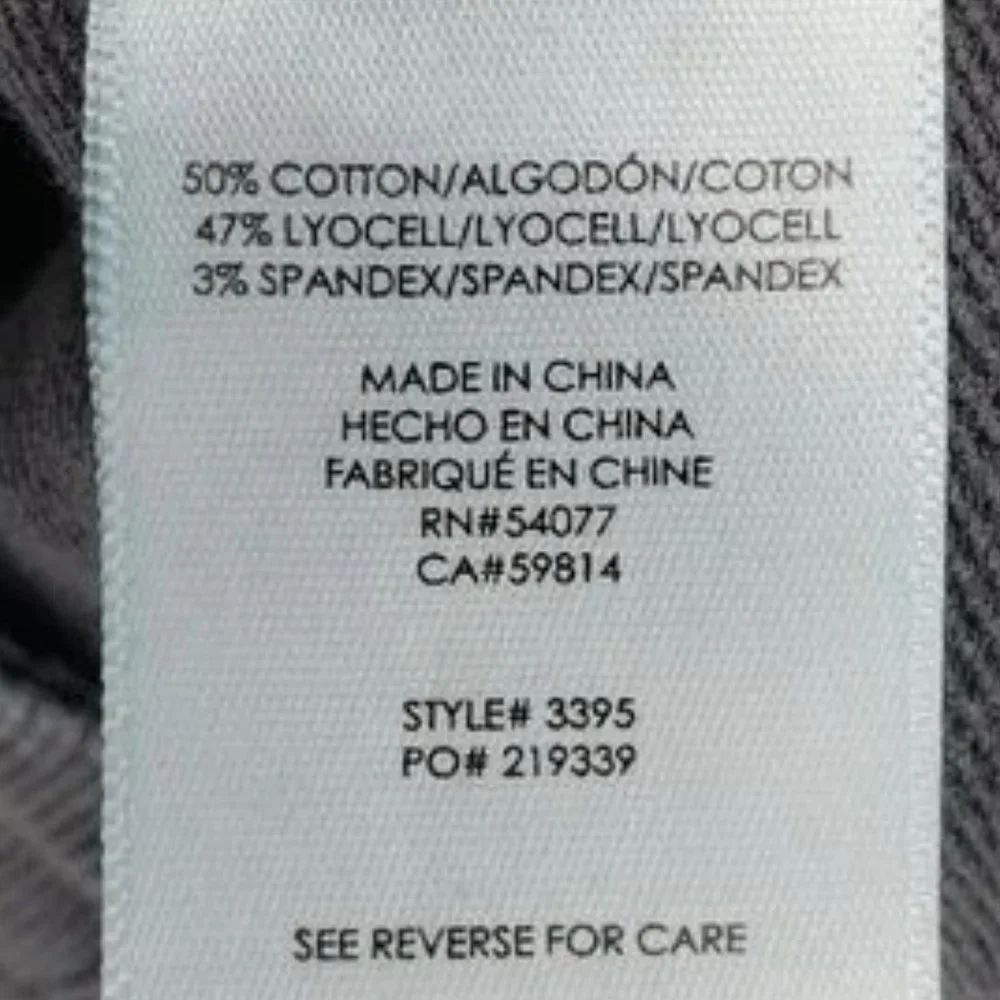 50% COTTON/ALGODÓN/COTON
47% LYOCELL/LYOCELL/LYOCELL
3% SPANDEX/SPANDEX/SPANDEX
MADE IN CHINA
HECHO EN CHINA
FABRIQUÉ EN CHINE
RN#54077
CA#59814
STYLE# 3395
PO# 219339
SEE REVERSE FOR CARE